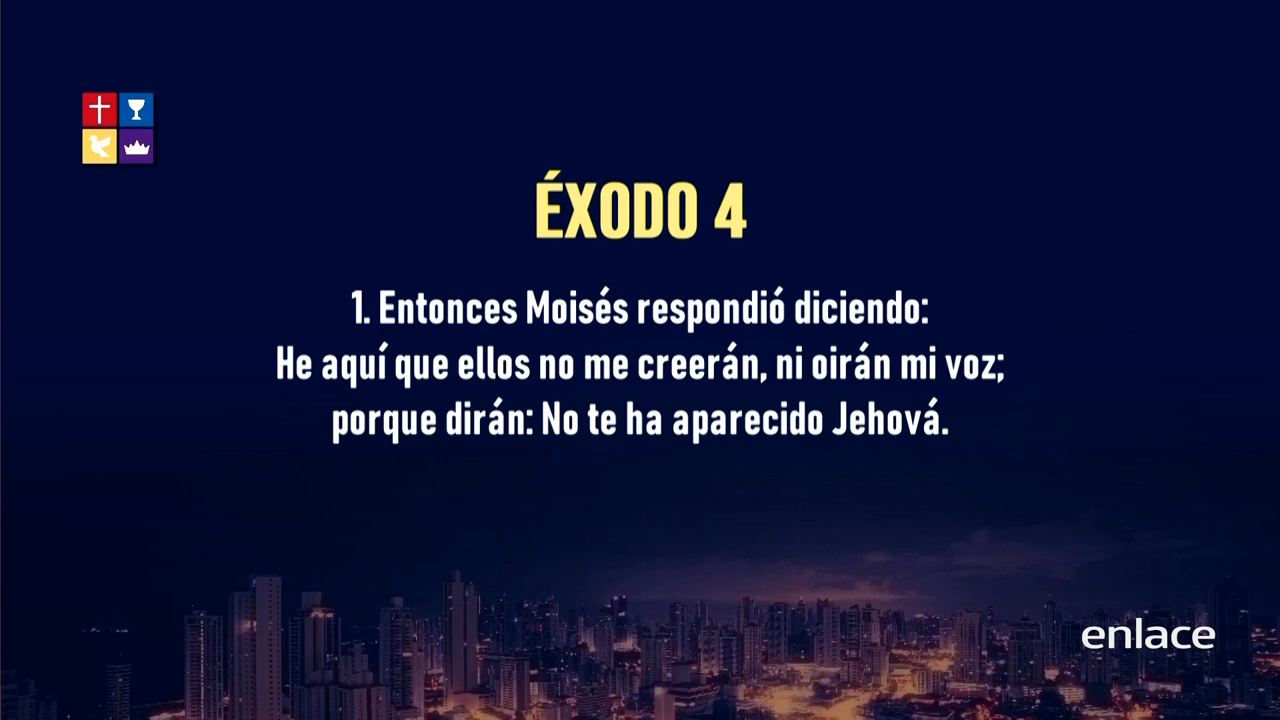 ÉXODO 4
1. Entonces Moisés respondió diciendo:
He aquí que ellos no me creerán, ni oirán mi voz;
porque dirán: No te ha aparecido Jehová.
enlace